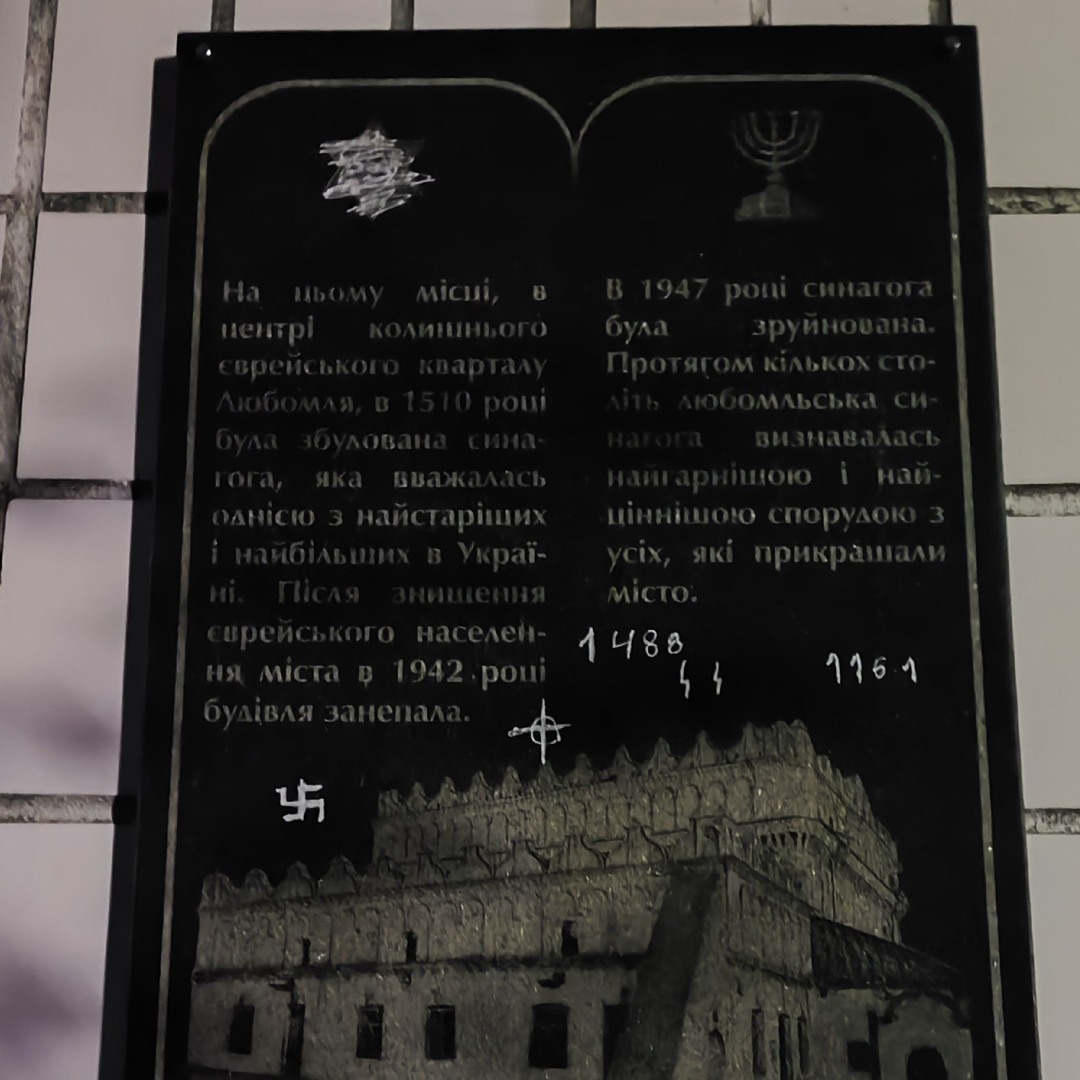 На цьому місці, в
центрі колишнього
єврейського кварталу
Любомля, в 1510 році
була збудована сина-
гога, яка вважалась
однією з найстаріших
і найбільших в Украї-
ні. Після знищення
єврейського населен-
ня міста в 1942 році
будівля занепала.
В 1947 році синагога
була зруйнована.
Протягом кількох сто-
літь любомльська си-
нагога визнавалась
найгарнішою і най-
ціннішою спорудою з
усіх, які прикрашали
місто.
1488